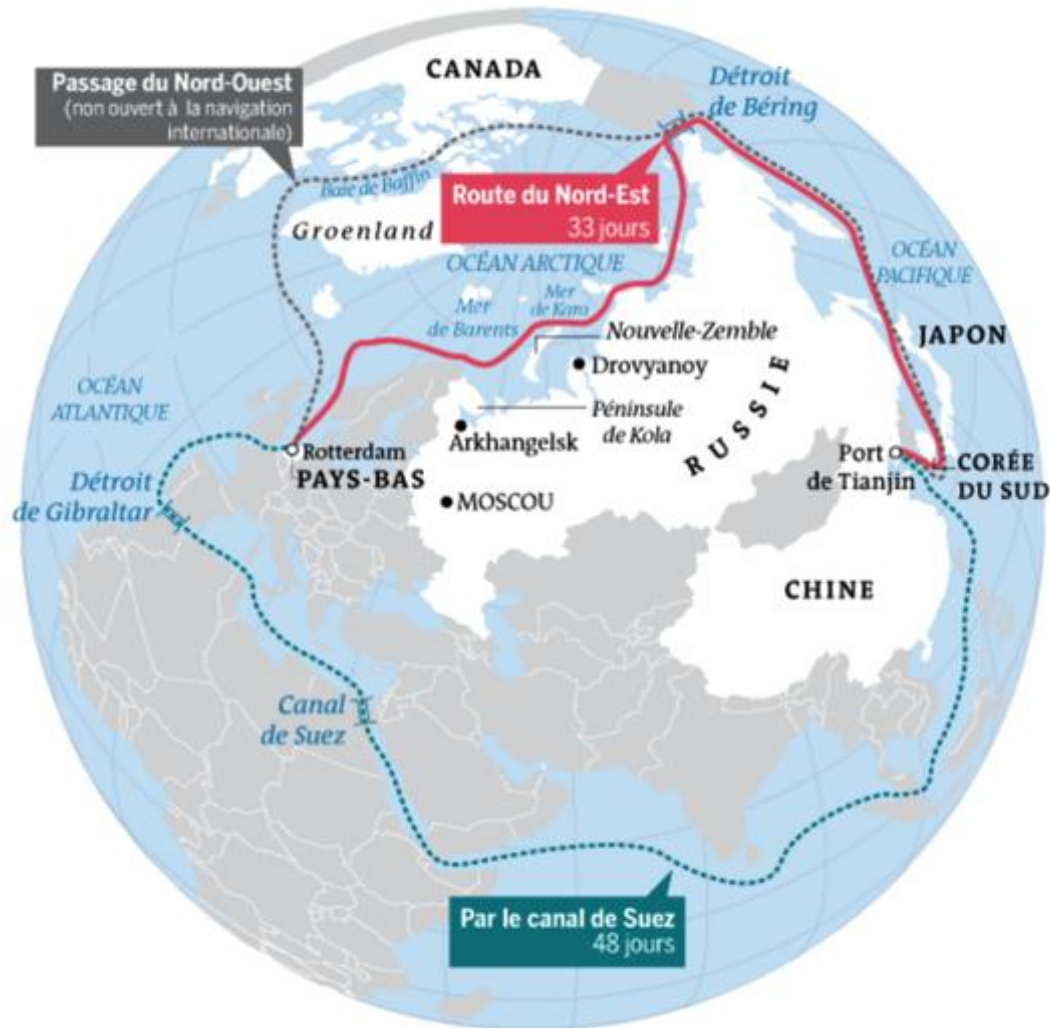 CANADA
Passage du Nord-Ouest
(non ouvert à la navigation
internationale)
Détroit
de Béring
Baie de Baffin
Route du Nord-Est
33 jours
Groenland
OCÉAN ARCTIQUE
OCÉAN
PACIFIQUE
Mer
de Barents
Mer
de Kara
Nouvelle-Zemble
JAPON
Drovyanoy
OCÉAN
ATLANTIQUE
Péninsule
de Kola
RUSSIE
Arkhangelsk
Rotterdam
PAYS-BAS
Port
de Tianjin
CORÉE
DU SUD
Détroit
de Gibraltar
MOSCOU
CHINE
Canal
de Suez
Par le canal de Suez
48 jours